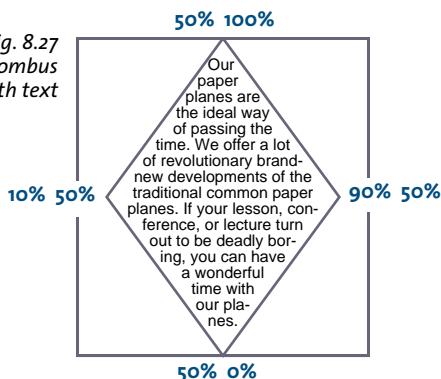 50% 100%
8.27
text
Our
paper
planes are
the ideal way
of passing the
time. We offer a lot
of revolutionary brand-
new developments of the
traditional common paper
10% 50%
90% 50%
planes. If your lesson, con-
ference, or lecture turn
out to be deadly bor-
ing, you can have
a wonderful
time with
our pla-
nes.
50% 0%